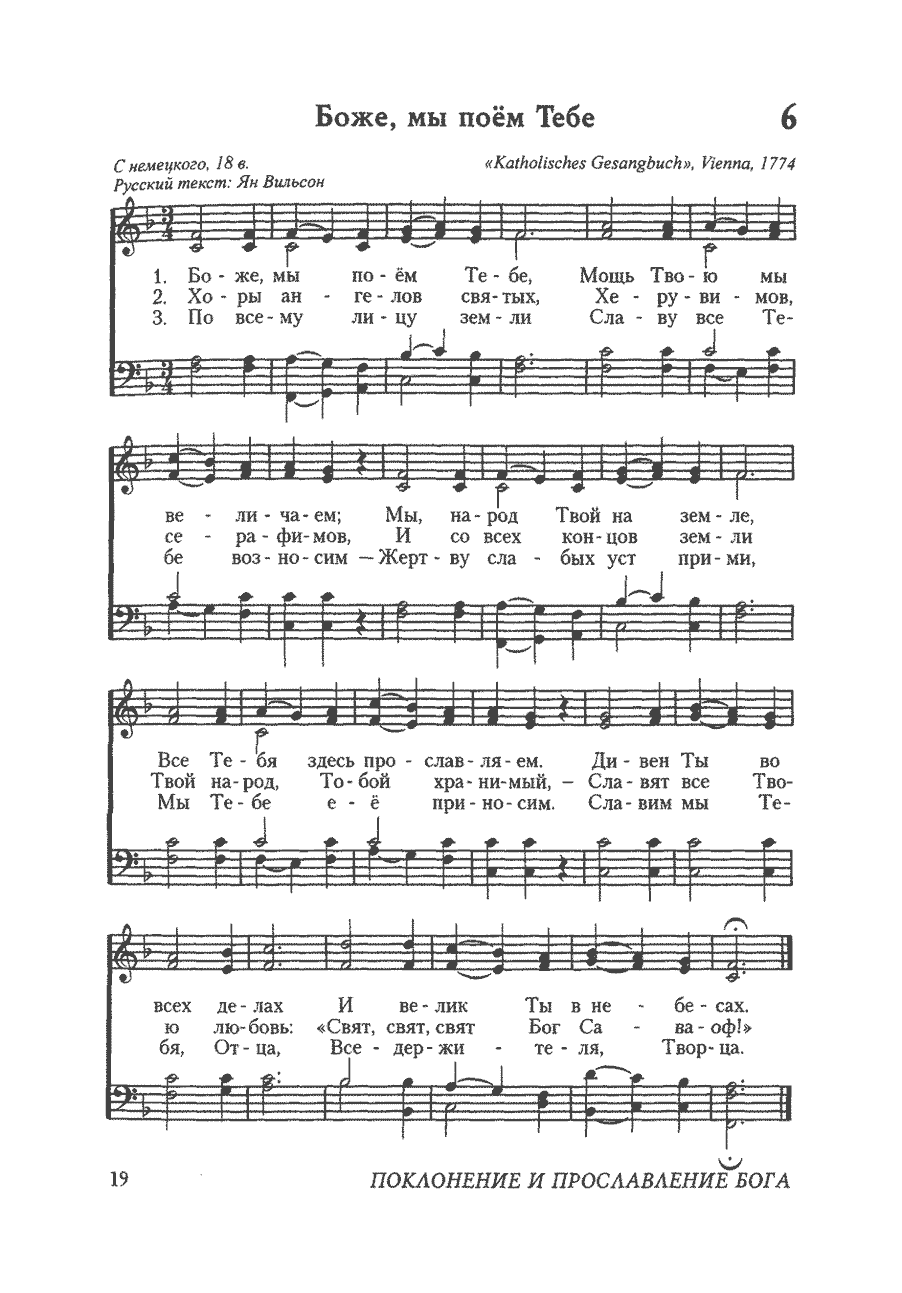 Боже, мы поём Тебе 6
С немецкого, 18 в. «Katholisches Gesangbuch», Vienna, 1774
Русский текст: Ян Вильсон
1. Бо - же, мы по - ём Те - бе, Мощь Тво - ю мы
2. Хо - ры ан - ге - лов свя - тых, Хе - ру - ви - мов,
3. По все - му ли - цу зем - ли Сла - ву все Те-
ве - ли - ча - ем; Мы, на - род Твой на зем - ле,
се - ра - фи - мов, И со всех кон - цов зем - ли
бе воз - но - сим — Жерт - ву сла - бых уст при - ми,
Все Те - бя здесь про - слав - ля - ем. Ди - вен Ты во
Твой на - род, То - бой хра - ни - мый, – Сла - вят все Тво-
Мы Те - бе е - ё при - но - сим. Сла - вим мы Те-
всех де - лах И ве - лик Ты в не - бе - сах.
ю лю - бовь: «Свят, свят, свят Бог Са - ва - оф!»
бя, От - ца, Все - дер - жи - те - ля, Твор - ца.
19 ПОКЛОНЕНИЕ И ПРОСЛАВЛЕНИЕ БОГА